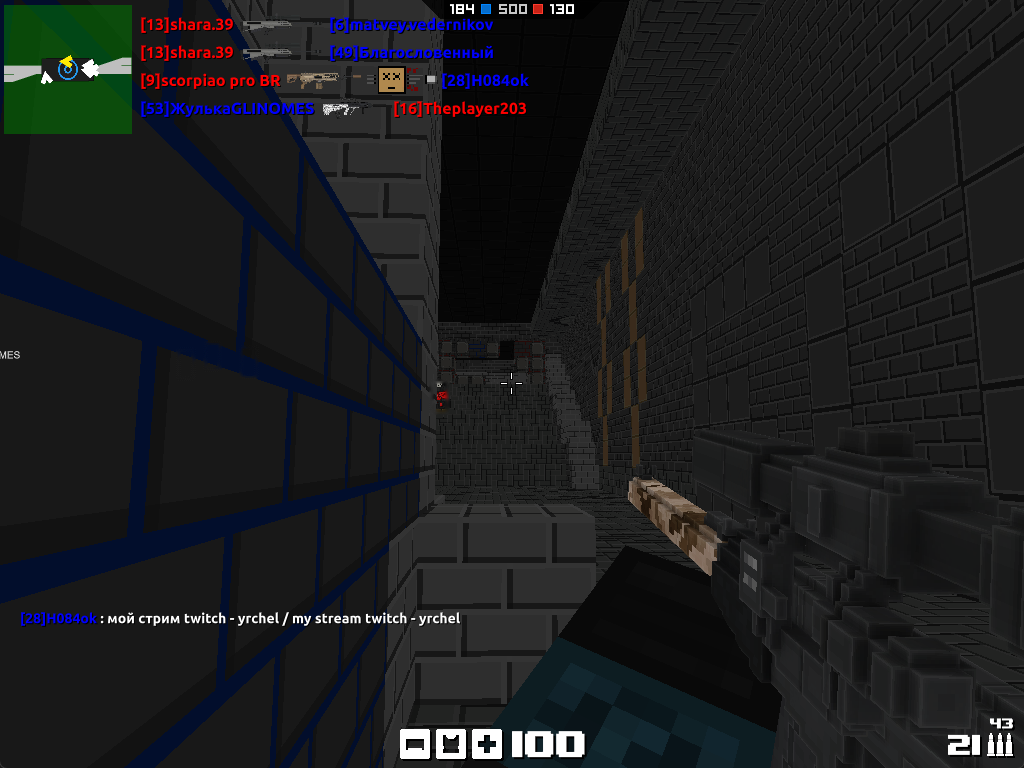 184 500 130
[13]shara.39 [6]matvey.vedernikov
[13]shara.39 [49]Благословенный
[9]scorpiao pro BR [28]H084ok
[53]ЖулькаGLINOMES [16]Theplayer203
MES
[28]H084ok : мой стрим twitch - yrchel / my stream twitch - yrchel
43
100 21